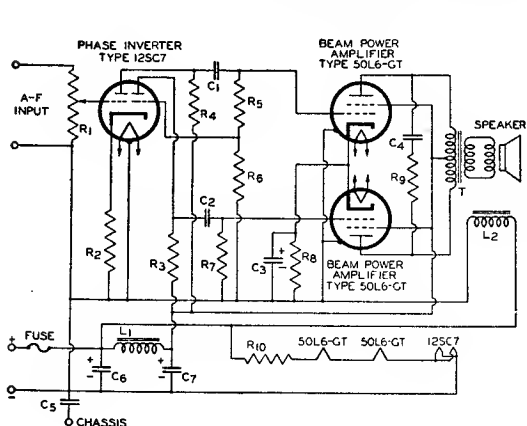 PHASE INVERTER
TYPE 12SC7
BEAM POWER
AMPLIFIER
TYPE 50L6-GT
A-F
INPUT
R1
R4
C1
R5
SPEAKER
C4
R6
R9
T
C2
L2
R2
R3
R7
C3
+
-
R8
BEAM POWER
AMPLIFIER
TYPE 50L6-GT
+
FUSE
L1
R10
50L6-GT
50L6-GT
12SC7
+
-
C6
+
-
C7
-
C5
CHASSIS